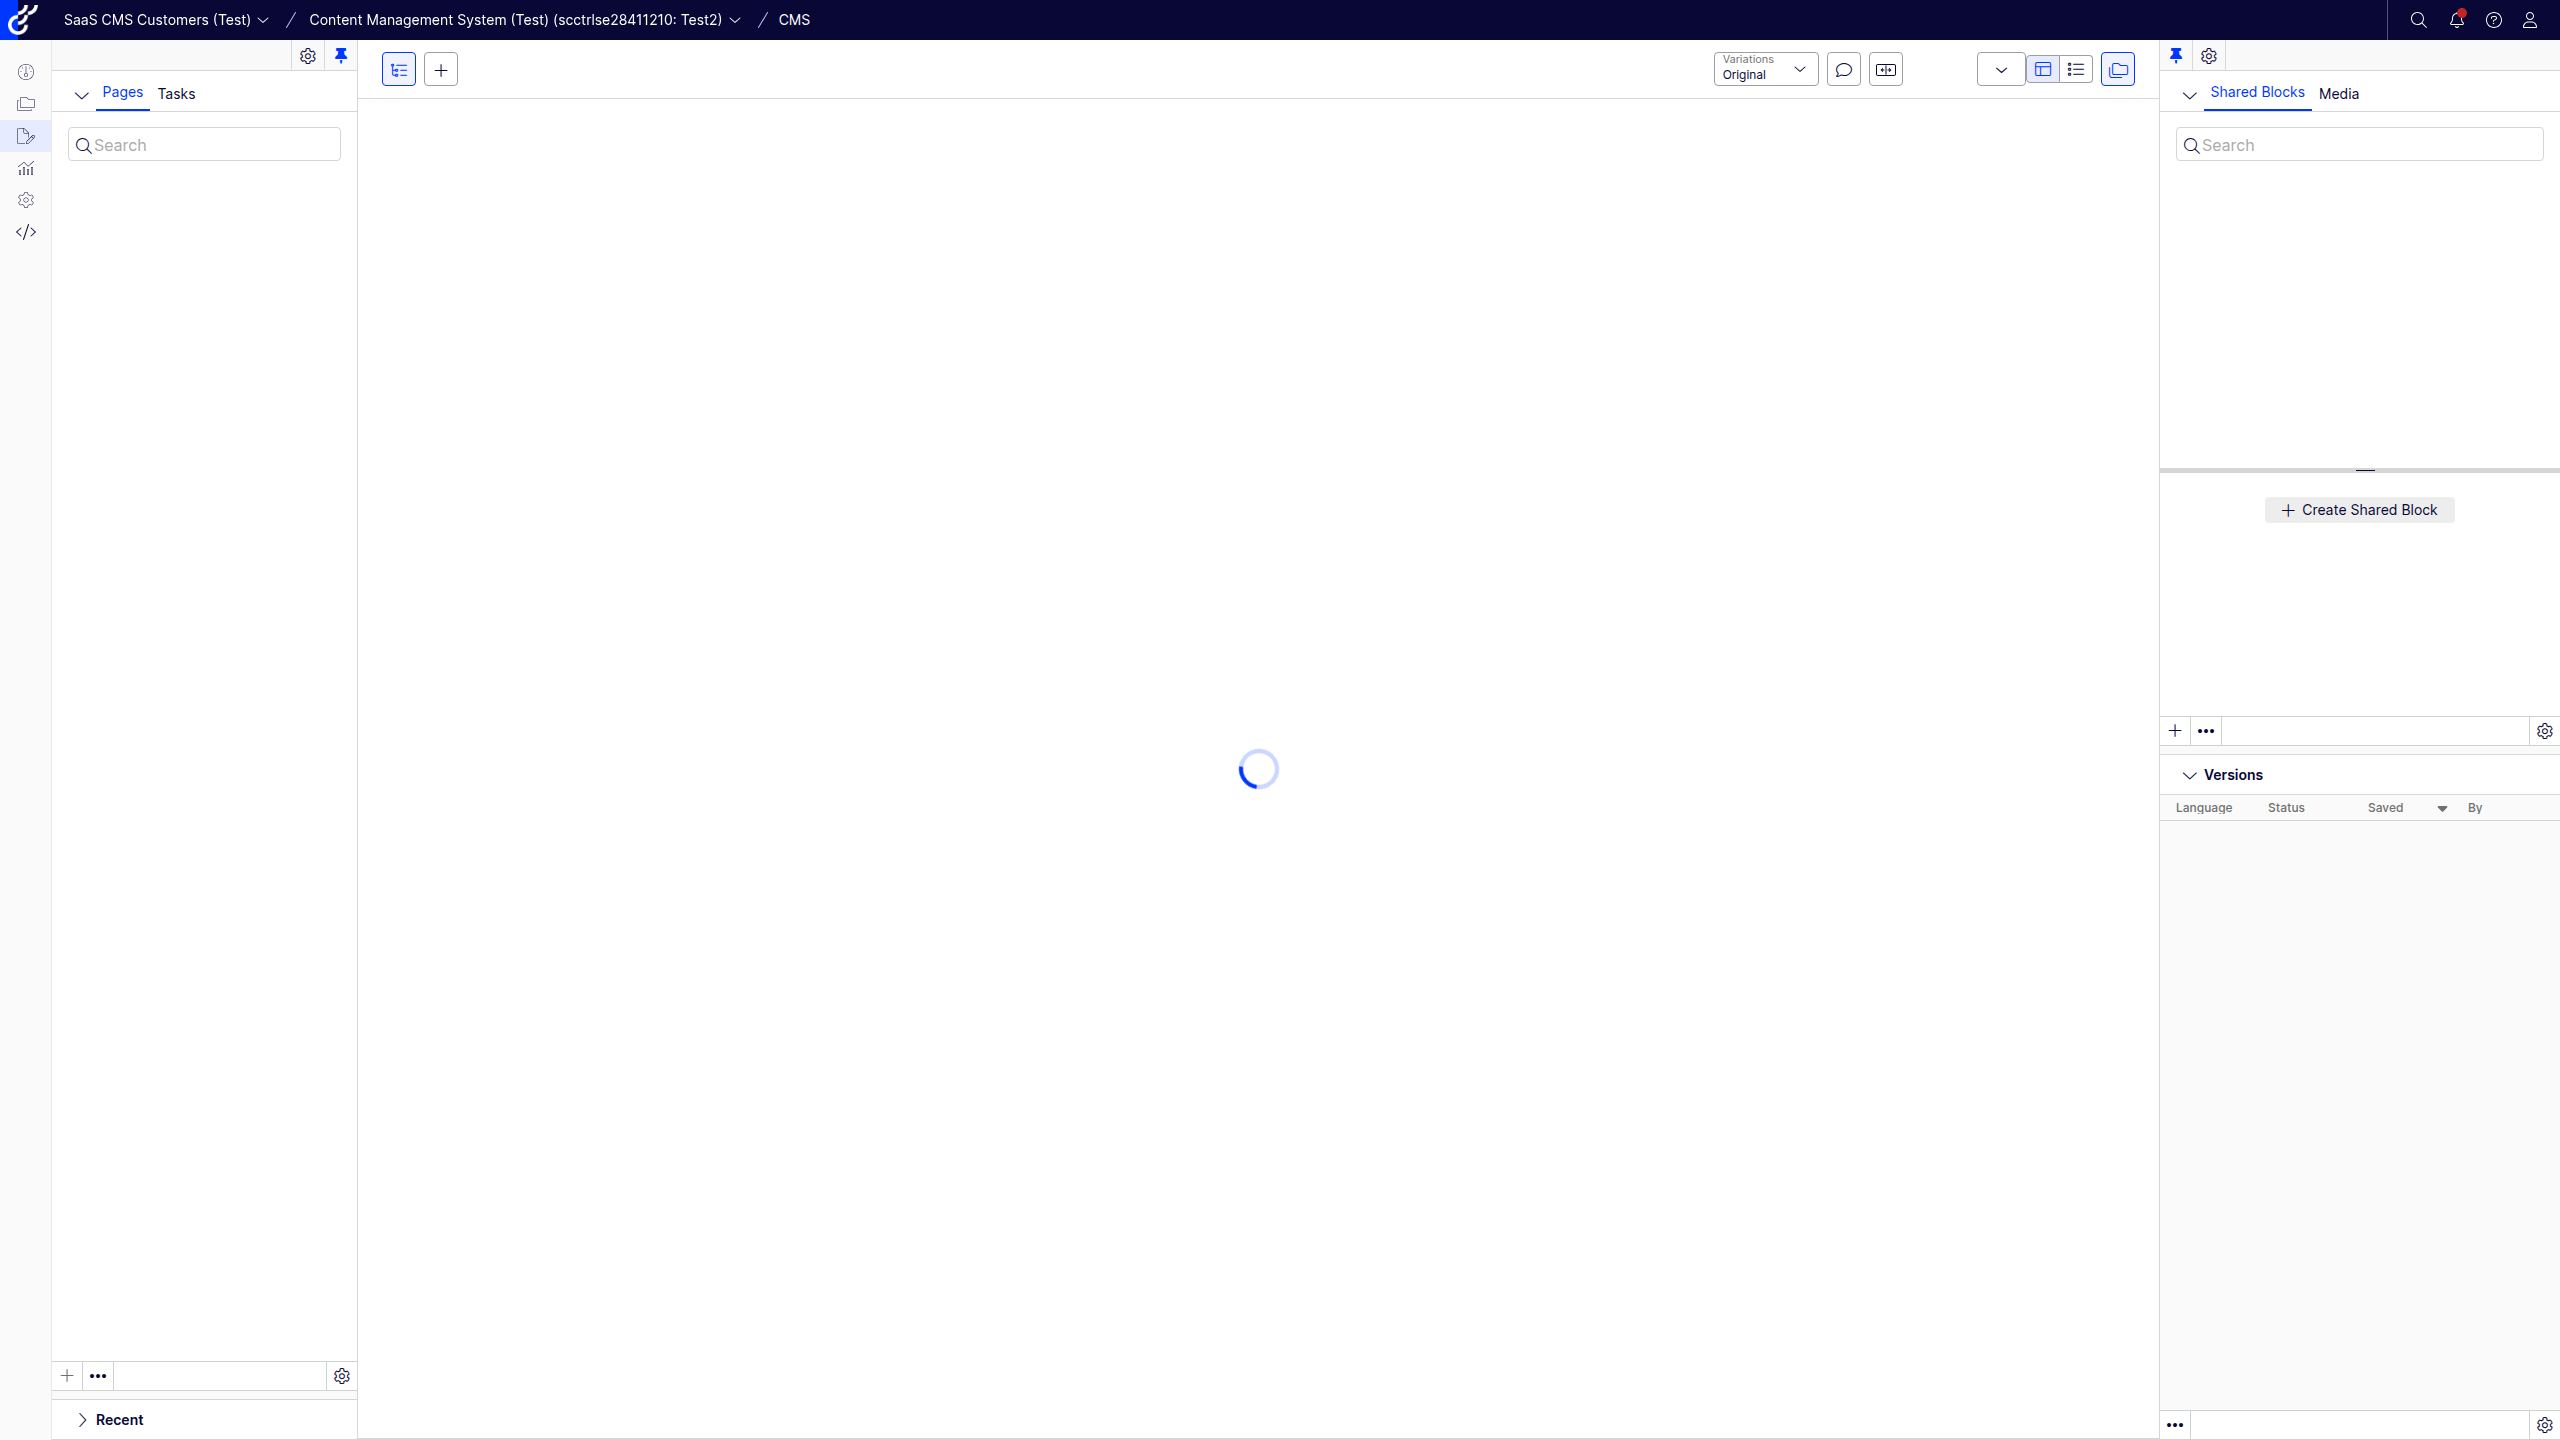 SaaS CMS Customers (Test) / Content Management System (Test) (scctrlse28411210: Test2) / CMS
Pages Tasks
Search
Variations
Original
Shared Blocks Media
Search
+ Create Shared Block
Versions
Language Status Saved By
Recent